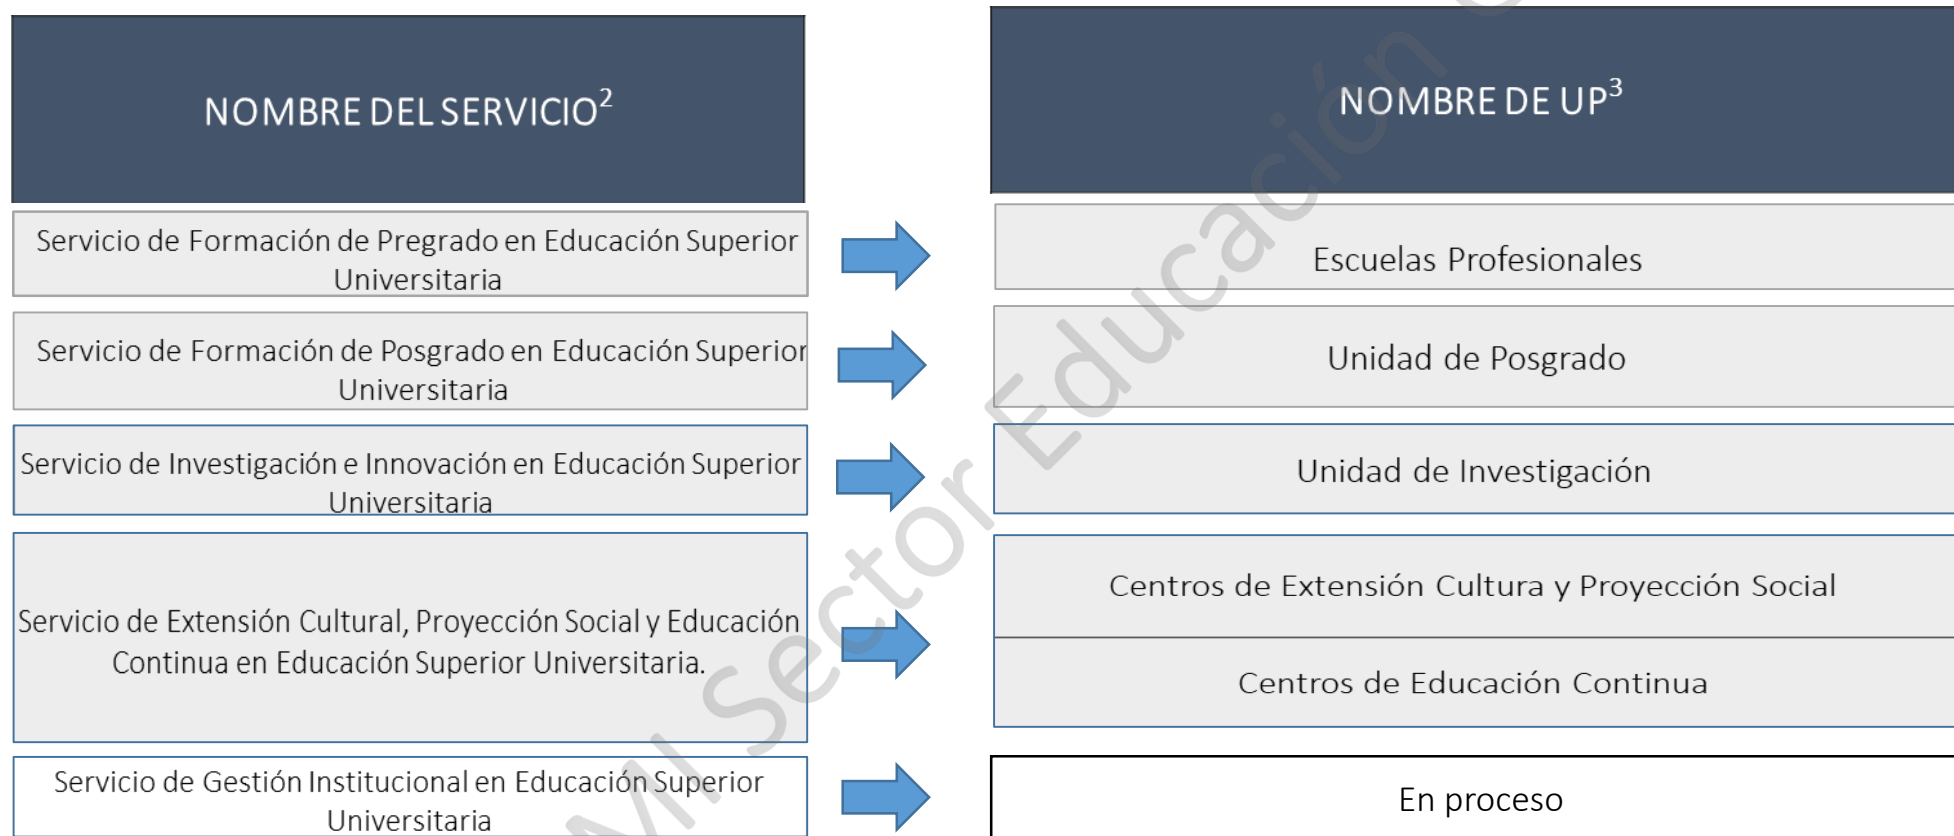 NOMBRE DEL SERVICIO²
NOMBRE DE UP³
Servicio de Formación de Pregrado en Educación Superior
Universitaria
Escuelas Profesionales
Servicio de Formación de Posgrado en Educación Superior
Universitaria
Unidad de Posgrado
Servicio de Investigación e Innovación en Educación Superior
Universitaria
Unidad de Investigación
Servicio de Extensión Cultural, Proyección Social y Educación
Continua en Educación Superior Universitaria.
Centros de Extensión Cultura y Proyección Social
Centros de Educación Continua
Servicio de Gestión Institucional en Educación Superior
Universitaria
En proceso
MI Sector Educación